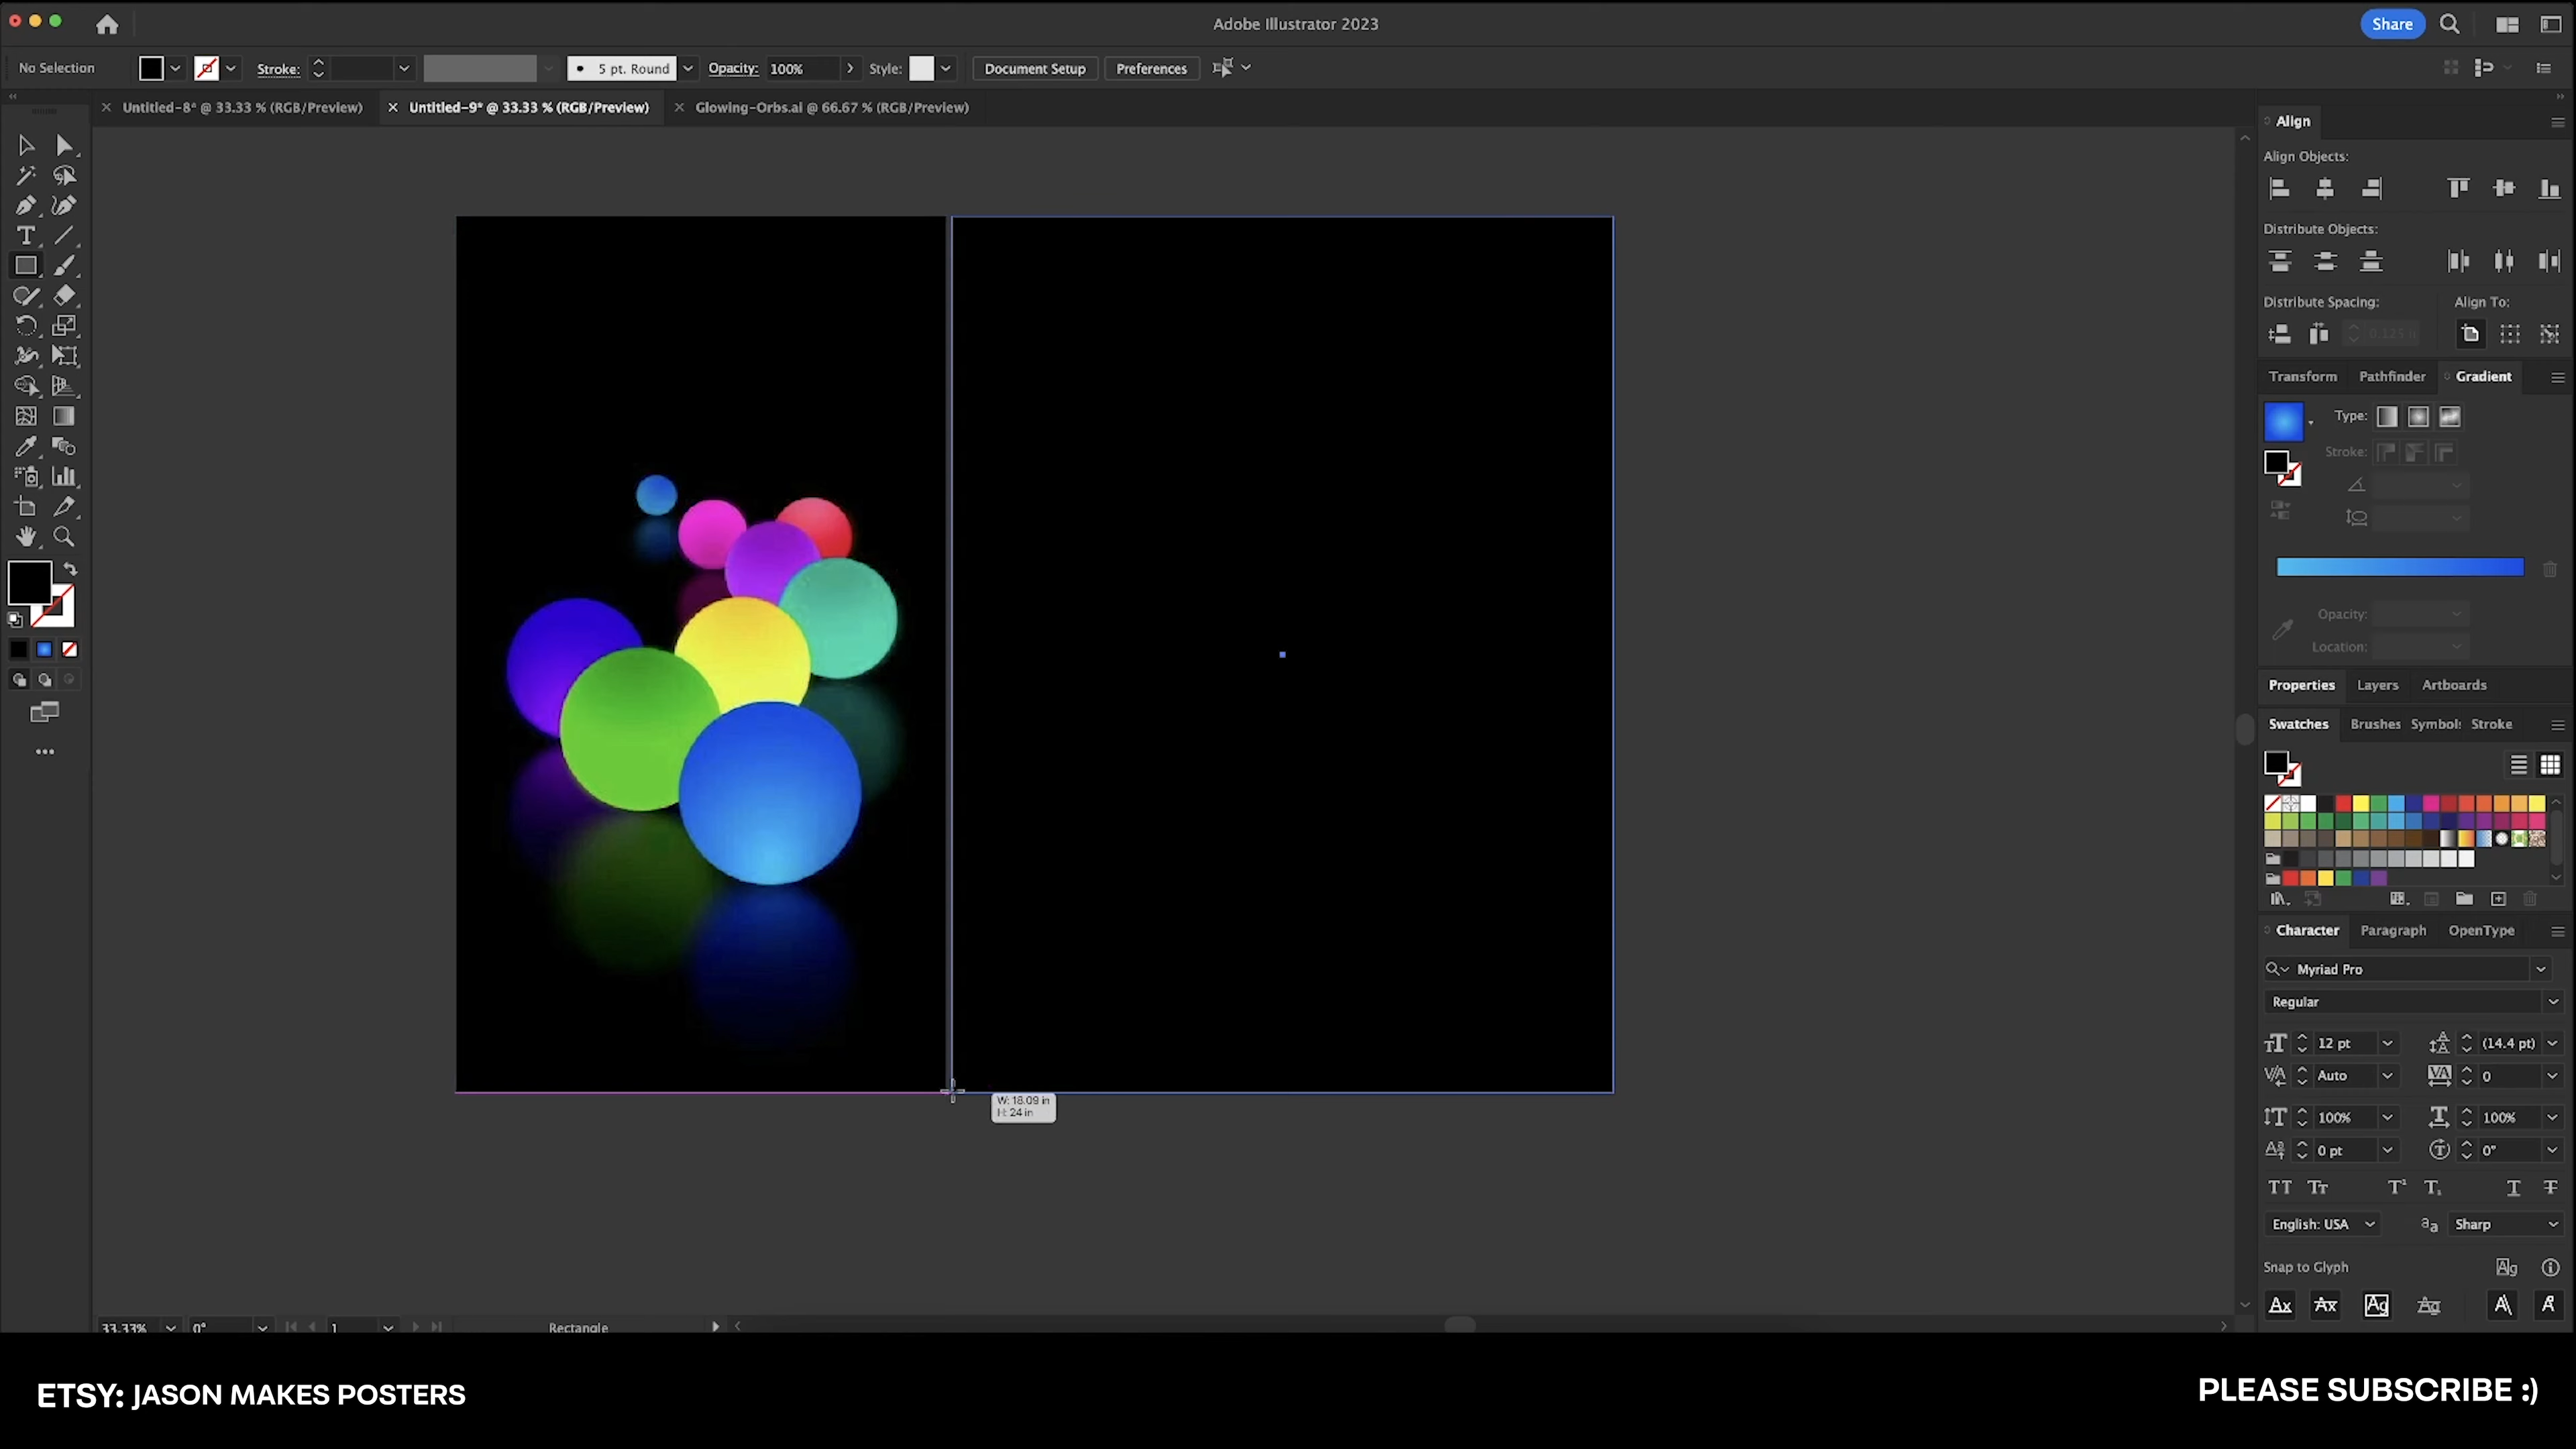 Adobe Illustrator 2023
Share
No Selection
Stroke:
5 pt. Round
Opacity: 100%
Style:
Document Setup
Preferences
Untitled-8* @ 33.33 % (RGB/Preview)
Untitled-9* @ 33.33 % (RGB/Preview)
Glowing-Orbs.ai @ 66.67 % (RGB/Preview)
Align
Align Objects:
Distribute Objects:
Distribute Spacing:
Align To:
Transform Pathfinder Gradient
Type:
Stroke:
Opacity:
Location:
Properties Layers Artboards
Swatches Brushes Symbol: Stroke
Character Paragraph OpenType
Myriad Pro
Regular
12 pt
(14.4 pt)
Auto
0
100%
100%
0 pt
0°
English: USA
Sharp
Snap to Glyph
W: 18.09 in
H: 24 in
33.33%
0°
1
Rectangle
ETSY: JASON MAKES POSTERS
PLEASE SUBSCRIBE :)